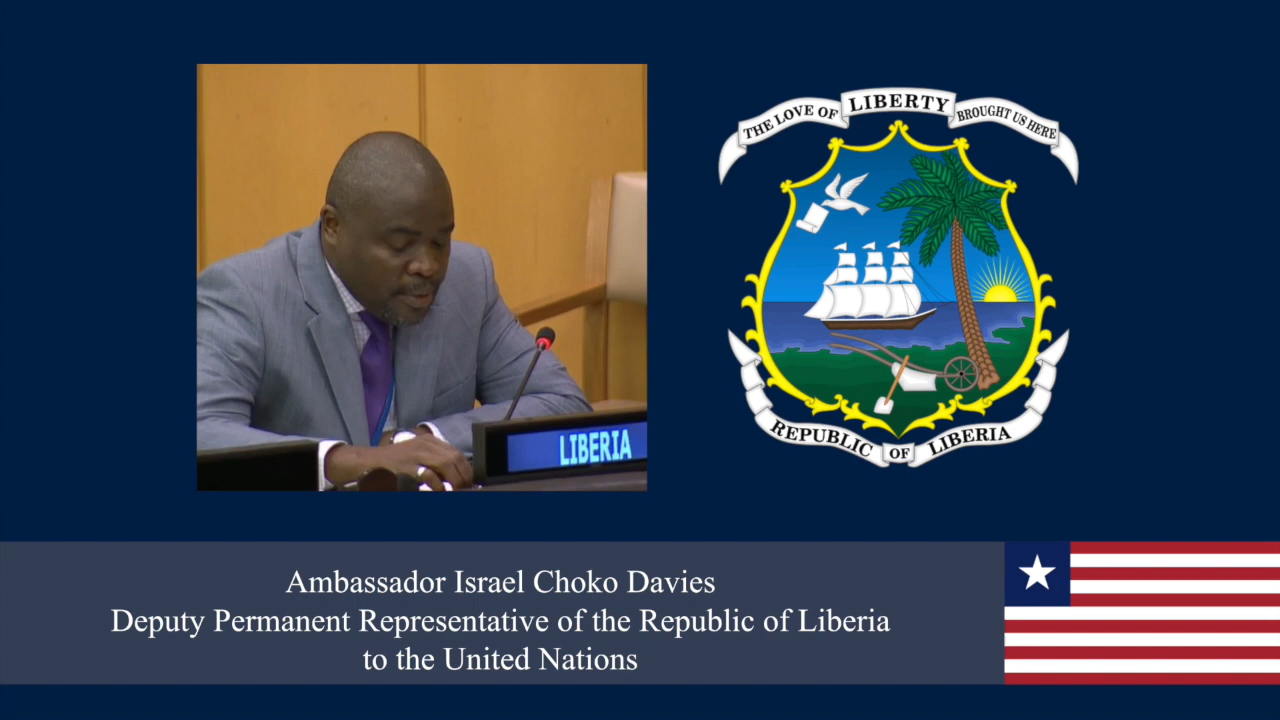 THE LOVE OF LIBERTY BROUGHT US HERE
LIBERIA
REPUBLIC OF LIBERIA
Ambassador Israel Choko Davies
Deputy Permanent Representative of the Republic of Liberia
to the United Nations